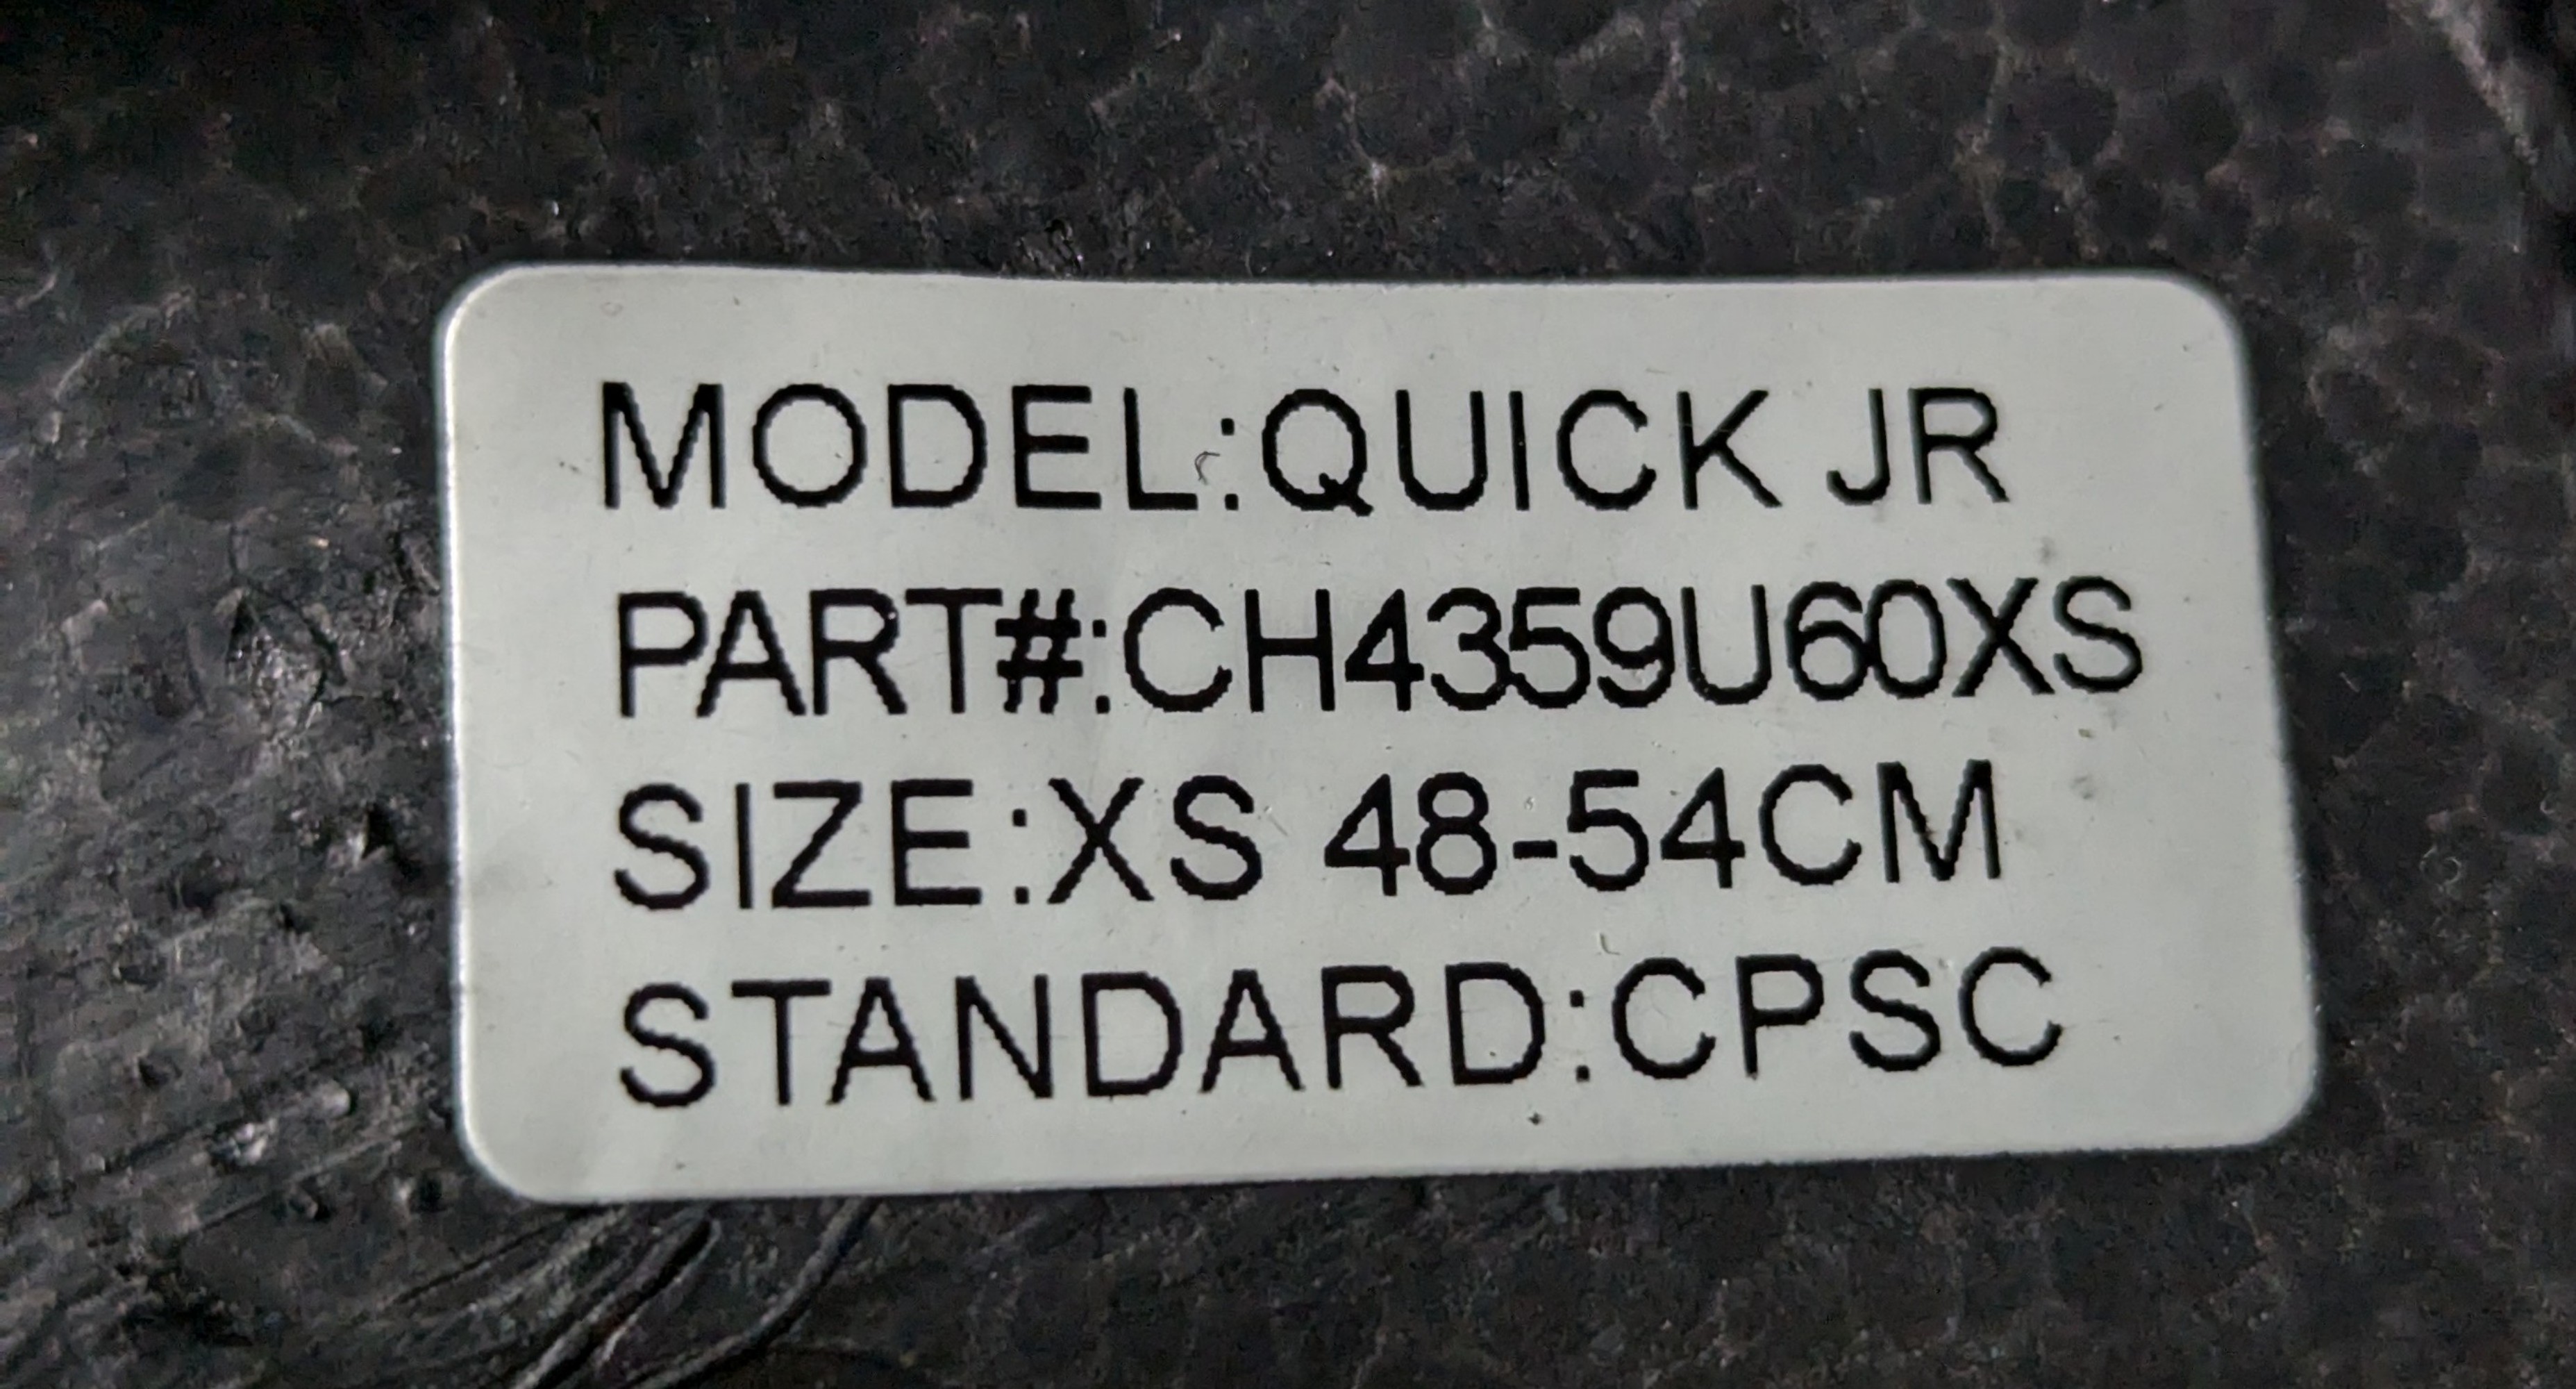 MODEL:QUICK JR
PART#:CH4359U60XS
SIZE:XS 48-54CM
STANDARD:CPSC